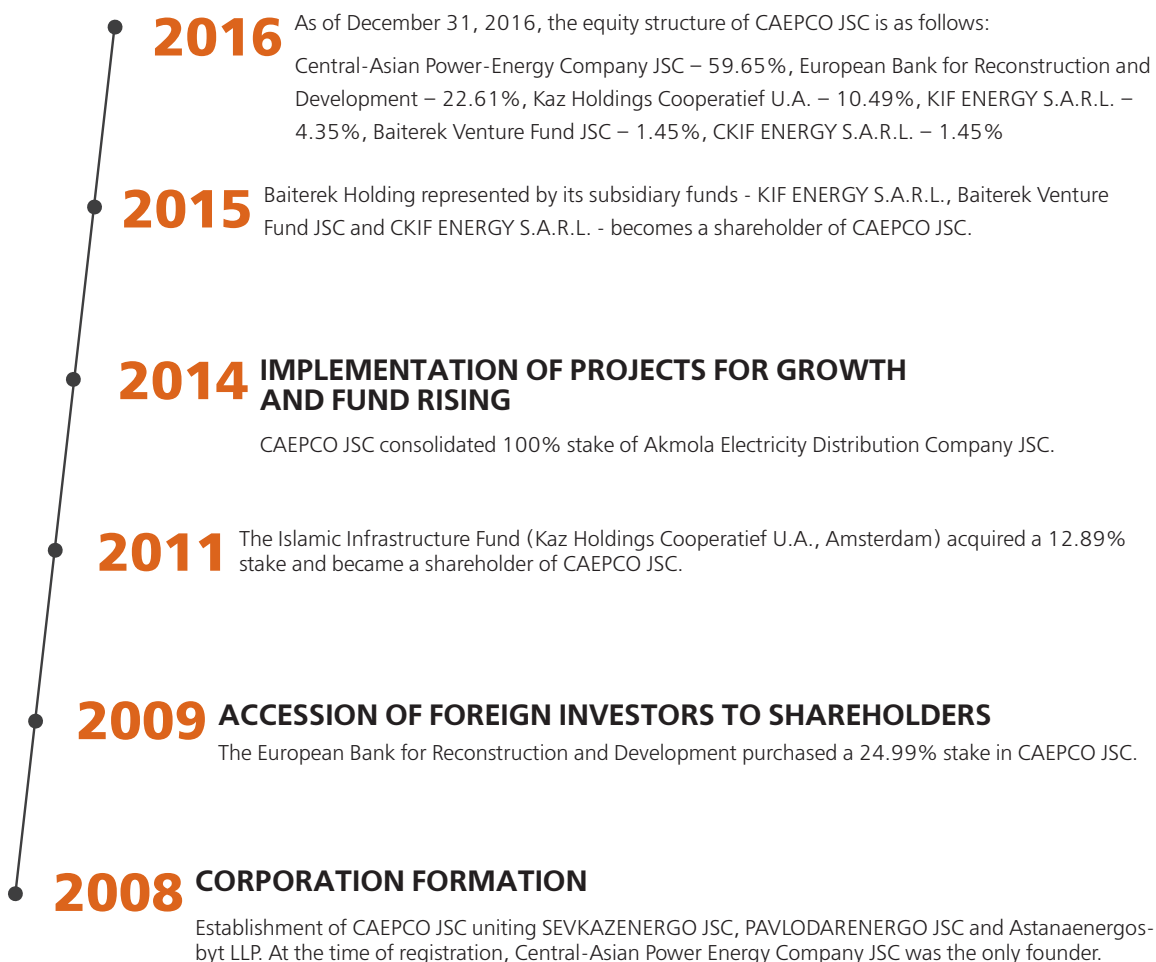 2016
As of December 31, 2016, the equity structure of CAEPCO JSC is as follows:
Central-Asian Power-Energy Company JSC – 59.65%, European Bank for Reconstruction and
Development – 22.61%, Kaz Holdings Cooperatief U.A. – 10.49%, KIF ENERGY S.A.R.L. –
4.35%, Baiterek Venture Fund JSC – 1.45%, CKIF ENERGY S.A.R.L. – 1.45%
2015
Baiterek Holding represented by its subsidiary funds - KIF ENERGY S.A.R.L., Baiterek Venture
Fund JSC and CKIF ENERGY S.A.R.L. - becomes a shareholder of CAEPCO JSC.
2014
IMPLEMENTATION OF PROJECTS FOR GROWTH
AND FUND RISING
CAEPCO JSC consolidated 100% stake of Akmola Electricity Distribution Company JSC.
2011
The Islamic Infrastructure Fund (Kaz Holdings Cooperatief U.A., Amsterdam) acquired a 12.89%
stake and became a shareholder of CAEPCO JSC.
2009
ACCESSION OF FOREIGN INVESTORS TO SHAREHOLDERS
The European Bank for Reconstruction and Development purchased a 24.99% stake in CAEPCO JSC.
2008
CORPORATION FORMATION
Establishment of CAEPCO JSC uniting SEVKAZENERGO JSC, PAVLODARENERGO JSC and Astanaenergos-
byt LLP. At the time of registration, Central-Asian Power Energy Company JSC was the only founder.